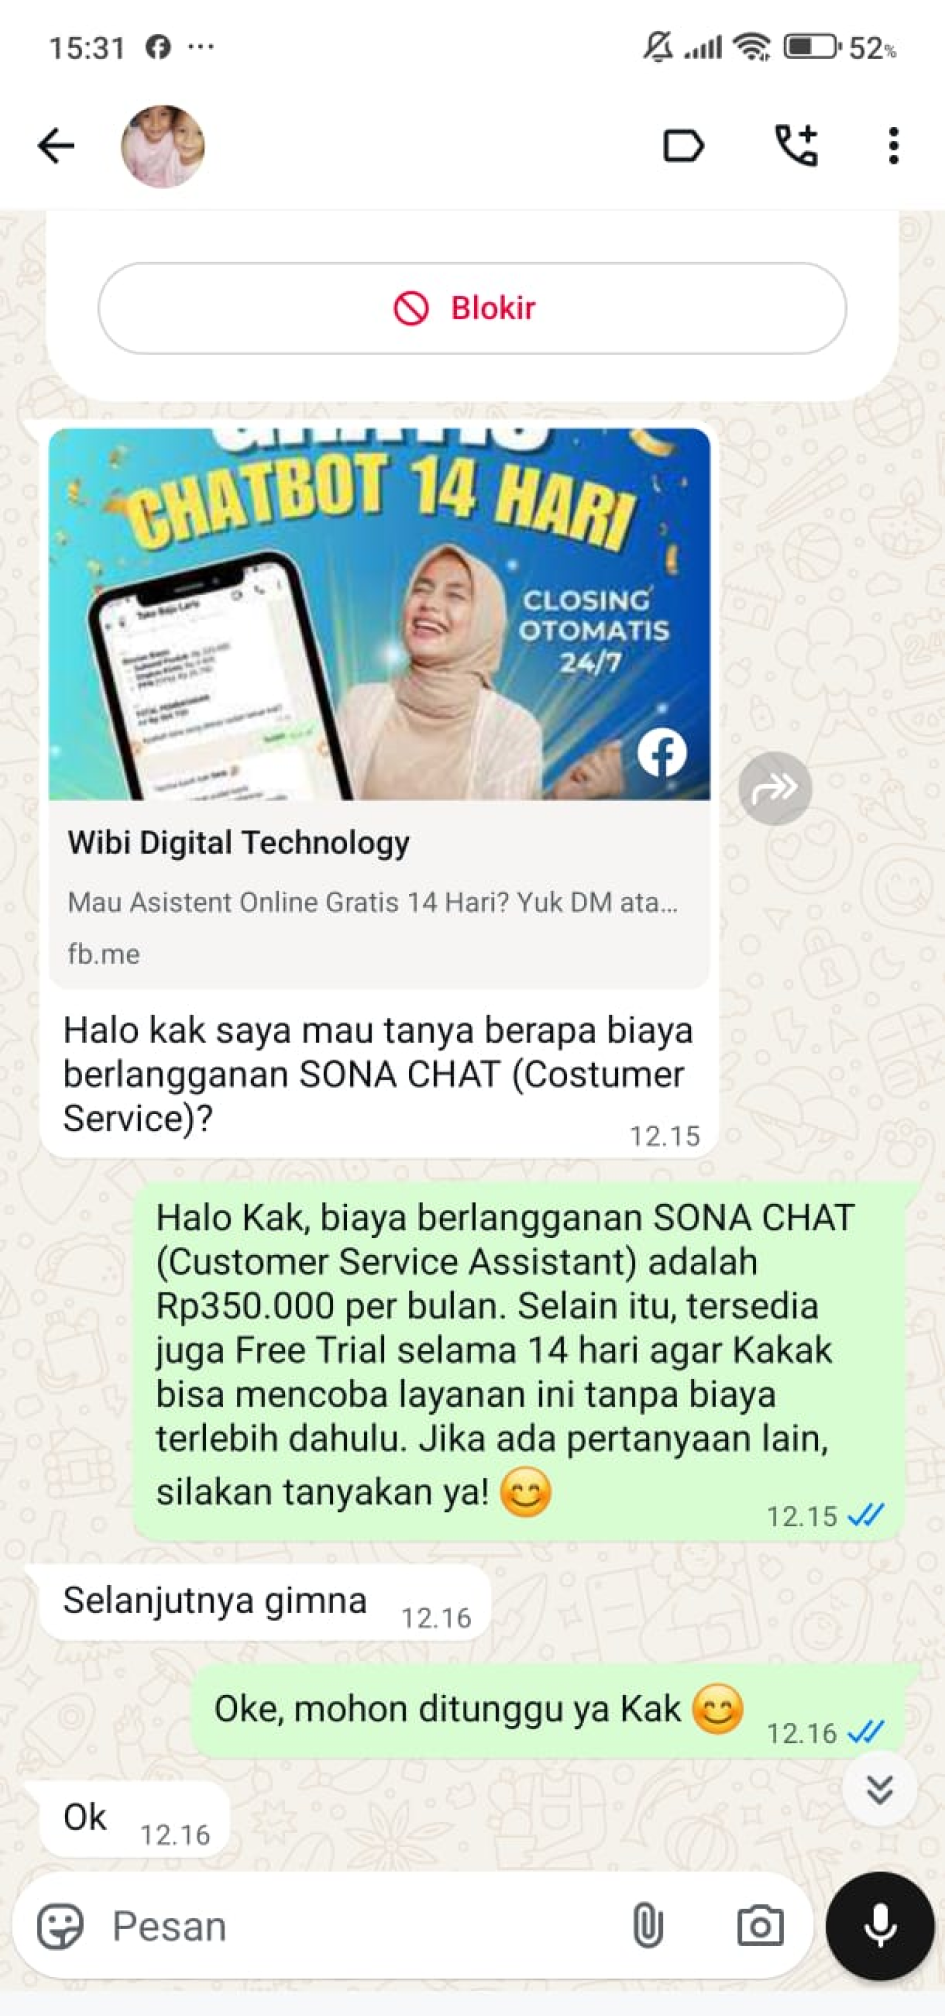 15:31
52%
Blokir
GRATIS
CHATBOT 14 HARI
Toko Baju Laris
CLOSING
OTOMATIS
24/7
Wibi Digital Technology
Mau Asistent Online Gratis 14 Hari? Yuk DM ata...
fb.me
Halo kak saya mau tanya berapa biaya
berlangganan SONA CHAT (Costumer
Service)?
12.15
Halo Kak, biaya berlangganan SONA CHAT
(Customer Service Assistant) adalah
Rp350.000 per bulan. Selain itu, tersedia
juga Free Trial selama 14 hari agar Kakak
bisa mencoba layanan ini tanpa biaya
terlebih dahulu. Jika ada pertanyaan lain,
silakan tanyakan ya! 😊
12.15
Selanjutnya gimna 12.16
Oke, mohon ditunggu ya Kak 😊 12.16
Ok 12.16
Pesan